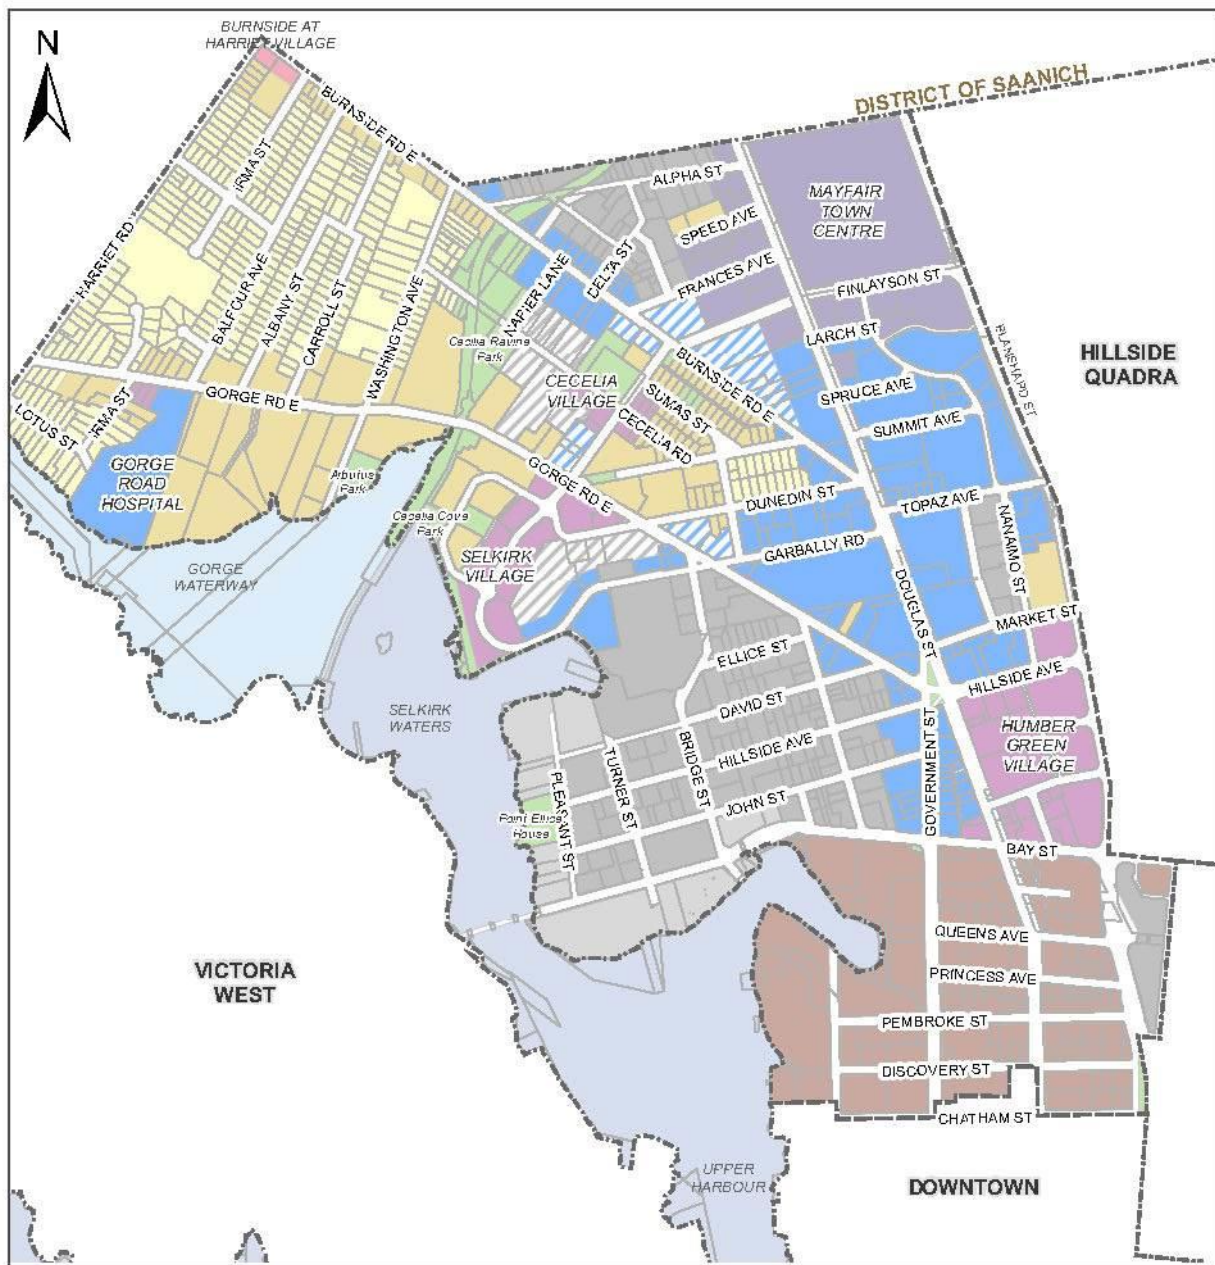 BURNSIDE AT
HARRIET VILLAGE
N
DISTRICT OF SAANICH
BURNSIDE RD E
IRMA ST
HARRIET RD
ALPHA ST
MAYFAIR
TOWN
CENTRE
SPEED AVE
DELTA ST
NAPIER LANE
FRANCES AVE
FINLAYSON ST
BALFOUR AVE
ALBANY ST
CARROLL ST
WASHINGTON AVE
LARCH ST
BLANSHARD ST
Cecilia Ravine
Park
HILLSIDE
QUADRA
CECELIA
VILLAGE
BURNSIDE RD E
SPRUCE AVE
GORGE RD E
IRMA ST
LOTUS ST
SUMAS ST
CECELIA RD
SUMMIT AVE
GORGE
ROAD
HOSPITAL
Arbutus
Park
GORGE RD E
DUNEDIN ST
TOPAZ AVE
NANAIMO ST
Cecelia Cove
Park
GARBALLY RD
SELKIRK
VILLAGE
GORGE
WATERWAY
DOUGLAS ST
MARKET ST
ELLICE ST
HILLSIDE AVE
DAVID ST
SELKIRK
WATERS
HILLSIDE AVE
BRIDGE ST
TURNER ST
PLEASANT ST
GOVERNMENT ST
HUMBER
GREEN
VILLAGE
JOHN ST
Point Ellice
House
BAY ST
QUEENS AVE
VICTORIA
WEST
PRINCESS AVE
PEMBROKE ST
DISCOVERY ST
CHATHAM ST
UPPER
HARBOUR
DOWNTOWN